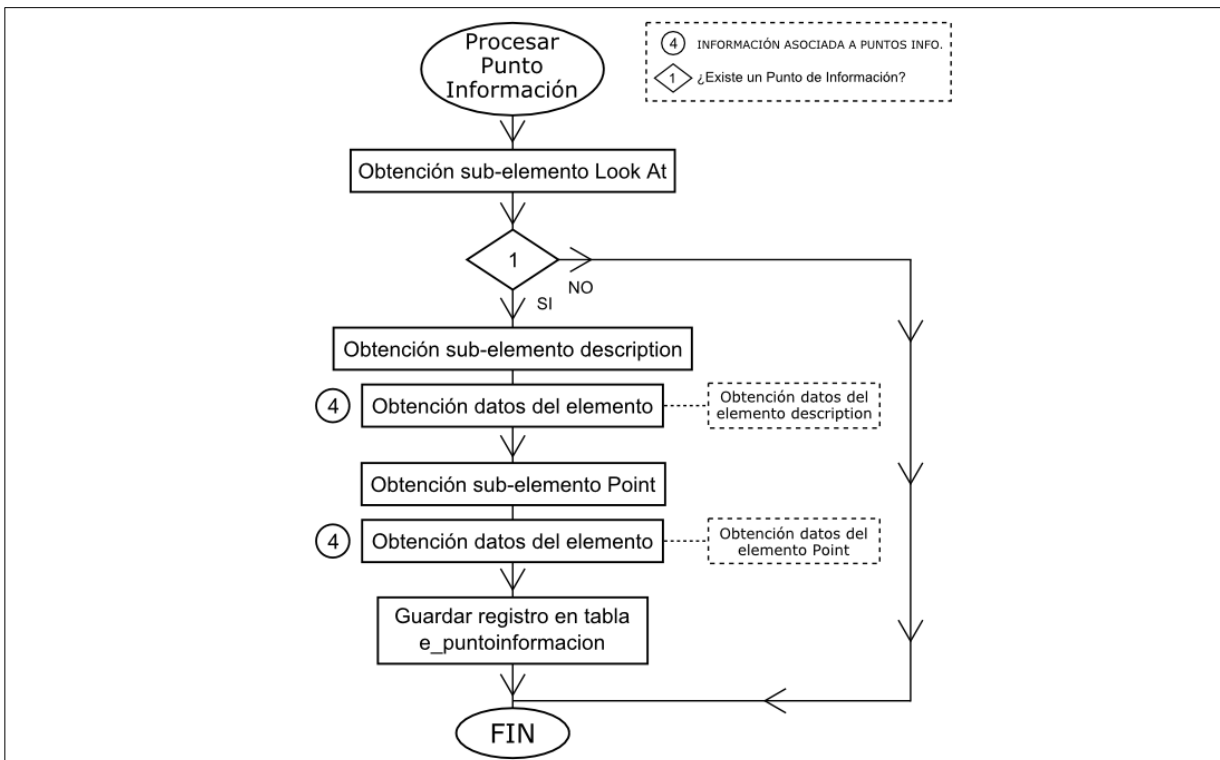 Procesar
Punto
Información
4 INFORMACIÓN ASOCIADA A PUNTOS INFO.
1 ¿Existe un Punto de Información?
Obtención sub-elemento Look At
1
NO
SI
Obtención sub-elemento description
4 Obtención datos del elemento
Obtención datos del
elemento description
Obtención sub-elemento Point
4 Obtención datos del elemento
Obtención datos del
elemento Point
Guardar registro en tabla
e_puntoinformacion
FIN